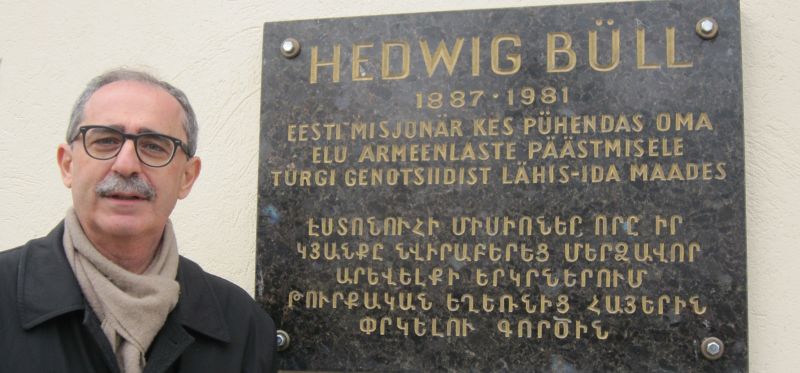 HEDWIG BÜLL
1887 · 1981
EESTI MISJONÄR KES PÜHENDAS OMA
ELU ARMEENLASTE PÄÄSTMISELE
TÜRGI GENOTSIIDIST LÄHIS-IDA MAADES
ԷՍՏՈՆՈՒՀԻ ՄԻՍԻՈՆԵՐ, ՈՐԸ ԻՐ
ԿՅԱՆՔԸ ՆՎԻՐԱԲԵՐԵՑ ՄԵՐՁԱՎՈՐ
ԱՐԵՎԵԼՔԻ ԵՐԿՐՆԵՐՈՒՄ
ԹՈՒՐՔԱԿԱՆ ԵՂԵՌՆԻՑ ՀԱՅԵՐԻՆ
ՓՐԿԵԼՈՒ ԳՈՐԾԻՆ